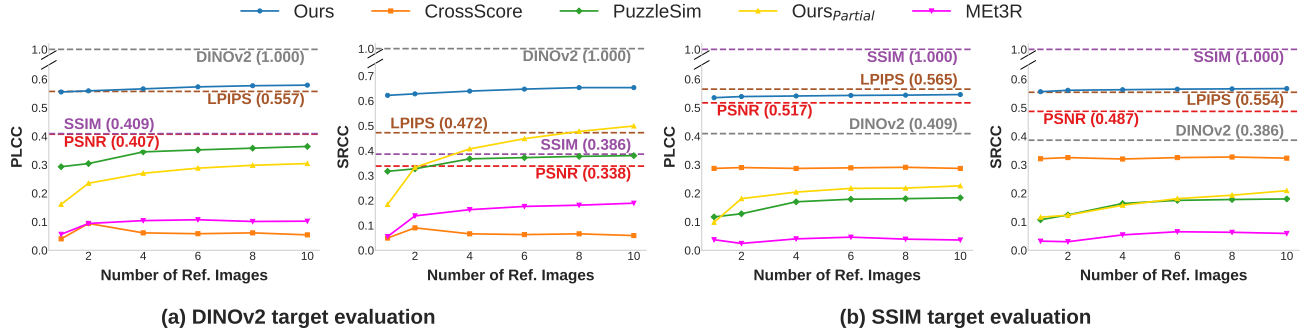 Ours CrossScore PuzzleSim Ours_Partial MEt3R
PLCC
1.0
0.6
0.5
0.4
0.3
0.2
0.1
0.0
DINOv2 (1.000)
LPIPS (0.557)
SSIM (0.409)
PSNR (0.407)
2 4 6 8 10
Number of Ref. Images
SRCC
1.0
0.7
0.6
0.5
0.4
0.3
0.2
0.1
0.0
DINOv2 (1.000)
LPIPS (0.472)
SSIM (0.386)
PSNR (0.338)
2 4 6 8 10
Number of Ref. Images
(a) DINOv2 target evaluation
PLCC
1.0
0.6
0.5
0.4
0.3
0.2
0.1
0.0
SSIM (1.000)
LPIPS (0.565)
PSNR (0.517)
DINOv2 (0.409)
2 4 6 8 10
Number of Ref. Images
SRCC
1.0
0.6
0.5
0.4
0.3
0.2
0.1
0.0
SSIM (1.000)
LPIPS (0.554)
PSNR (0.487)
DINOv2 (0.386)
2 4 6 8 10
Number of Ref. Images
(b) SSIM target evaluation